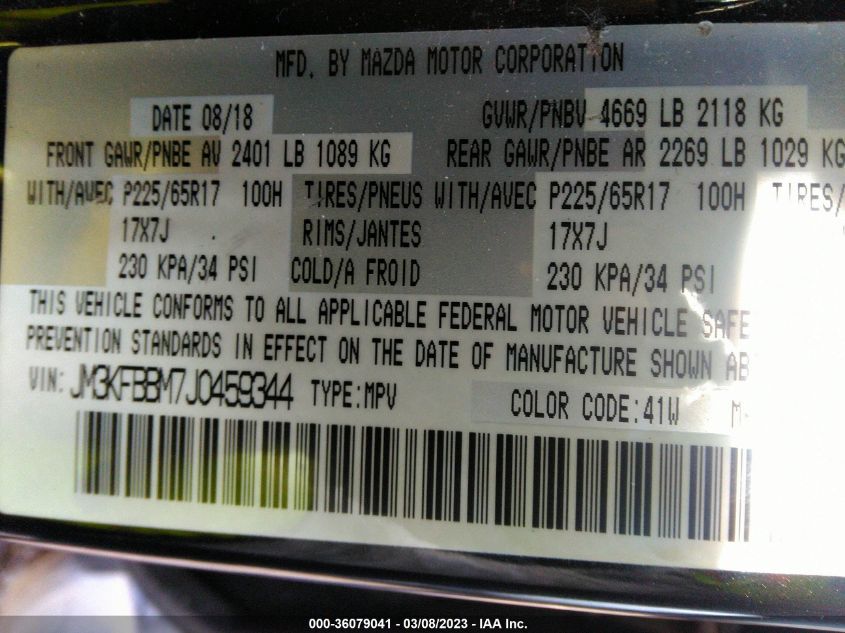 MFD. BY MAZDA MOTOR CORPORATION
DATE 08/18 GVWR/PNBV 4669 LB 2118 KG
FRONT GAWR/PNBE AV 2401 LB 1089 KG REAR GAWR/PNBE AR 2269 LB 1029 KG
WITH/AVEC P225/65R17 100H TIRES/PNEUS WITH/AVEC P225/65R17 100H TIRES/
17X7J RIMS/JANTES 17X7J
230 KPA/34 PSI COLD/A FROID 230 KPA/34 PSI
THIS VEHICLE CONFORMS TO ALL APPLICABLE FEDERAL MOTOR VEHICLE SAFE
PREVENTION STANDARDS IN EFFECT ON THE DATE OF MANUFACTURE SHOWN AB
VIN: JM3KFBBM7J0459344 TYPE:MPV COLOR CODE:41W
000-36079041 - 03/08/2023 - IAA Inc.